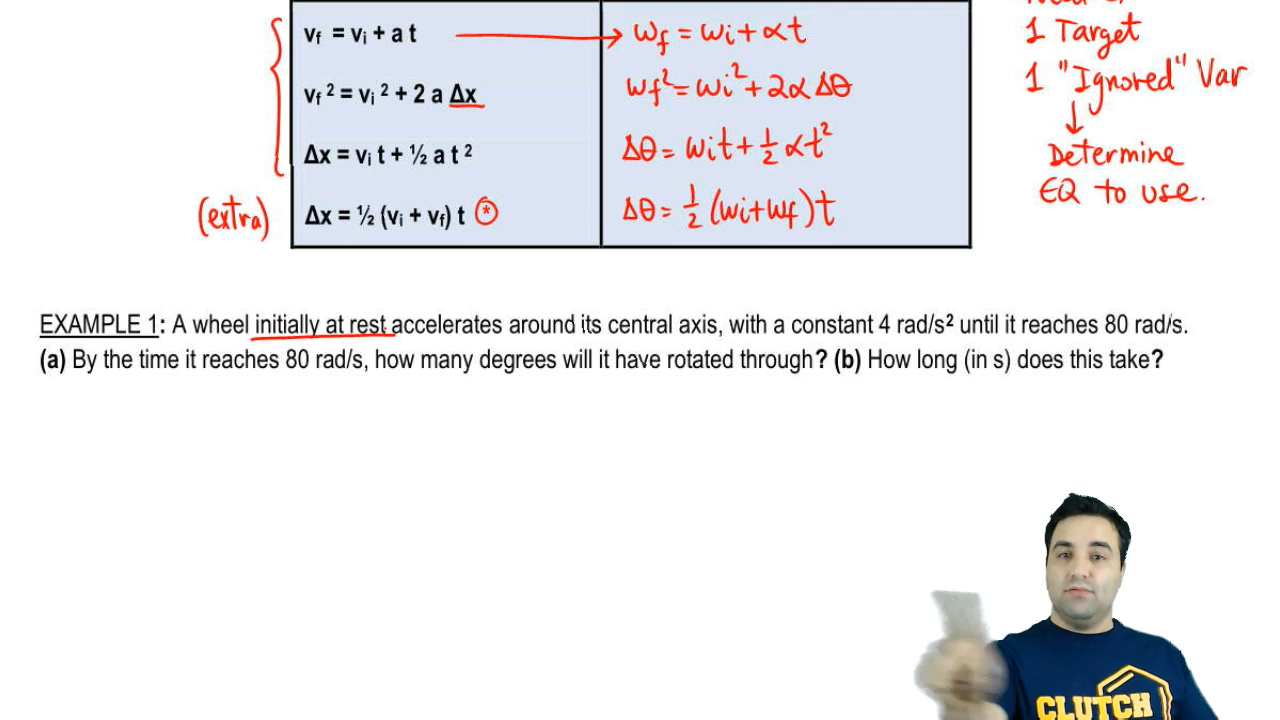 vf = vi + a t → ωf = ωi + αt
vf ² = vi ² + 2 a Δx ωf² = ωi² + 2α Δθ
Δx = vi t + ½ a t ² Δθ = ωit + ½ αt²
(extra) Δx = ½ (vi + vf) t * Δθ = ½ (ωi+ωf) t
1 Target
1 "Ignored" Var
↓
Determine
EQ to use.
EXAMPLE 1: A wheel initially at rest accelerates around its central axis, with a constant 4 rad/s² until it reaches 80 rad/s.
(a) By the time it reaches 80 rad/s, how many degrees will it have rotated through? (b) How long (in s) does this take?
CLUTCH